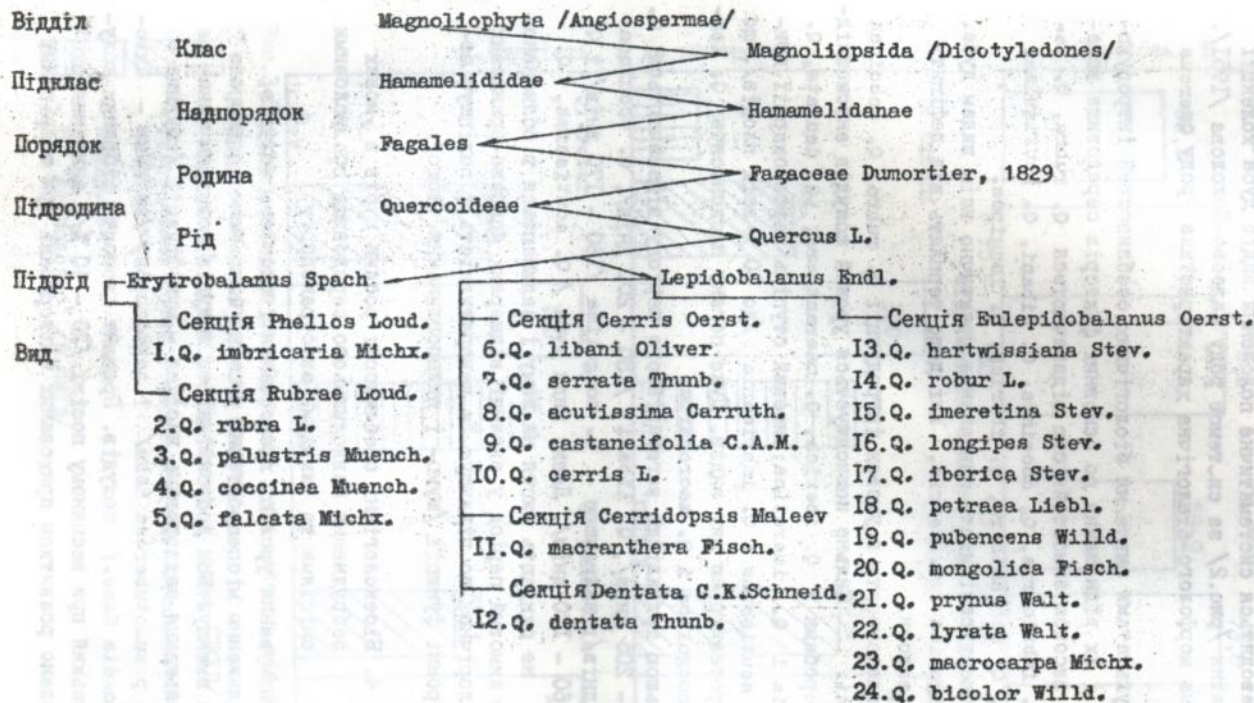 Відділ Magnoliophyta /Angiospermae/
Клас Magnoliopsida /Dicotyledones/
Підклас Hamamelididae
Надпорядок Hamamelidanae
Порядок Fagales
Родина Fagaceae Dumortier, 1829
Підродина Quercoideae
Рід Quercus L.
Підрід Erytrobalanus Spach Lepidobalanus Endl.
Секція Phellos Loud. Секція Cerris Oerst. Секція Eulepidobalanus Oerst.
Вид I.Q. imbricaria Michx. 6.Q. libani Oliver I3.Q. hartwissiana Stev.
Секція Rubrae Loud. 7.Q. serrata Thunb. I4.Q. robur L.
2.Q. rubra L. 8.Q. acutissima Carruth. I5.Q. imeretina Stev.
3.Q. palustris Muench. 9.Q. castaneifolia C.A.M. I6.Q. longipes Stev.
4.Q. coccinea Muench. I0.Q. cerris L. I7.Q. iberica Stev.
5.Q. falcata Michx. Секція Cerridopsis Maleev I8.Q. petraea Liebl.
II.Q. macranthera Fisch. I9.Q. pubencens Willd.
Секція Dentata C.K.Schneid. 20.Q. mongolica Fisch.
I2.Q. dentata Thunb. 2I.Q. prynus Walt.
22.Q. lyrata Walt.
23.Q. macrocarpa Michx.
24.Q. bicolor Willd.